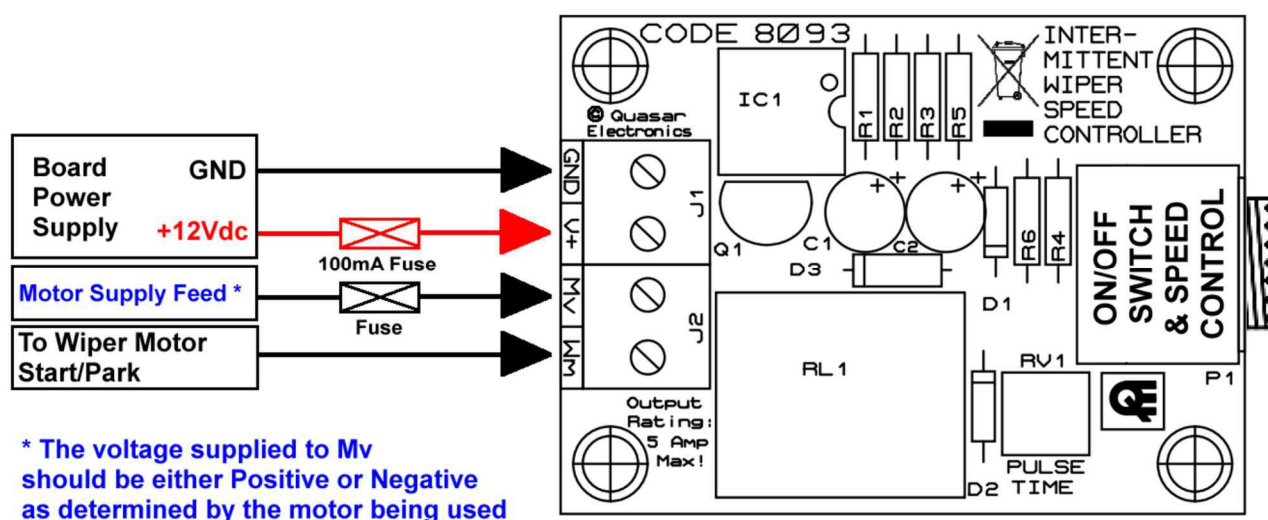 CODE 8093
INTER-
MITTENT
WIPER
SPEED
CONTROLLER
IC1
R1
R2
R3
R5
© Quasar
Electronics
Board
Power
Supply
GND
+12Vdc
100mA Fuse
Motor Supply Feed *
Fuse
To Wiper Motor
Start/Park
GND
V+
Mv
Wm
J1
J2
Q1
C1
+
+
C2
+
+
D3
D1
R6
R4
ON/OFF
SWITCH
& SPEED
CONTROL
P1
RL1
RV1
PULSE
TIME
D2
Output
Rating:
5 Amp
Max!
* The voltage supplied to Mv
should be either Positive or Negative
as determined by the motor being used